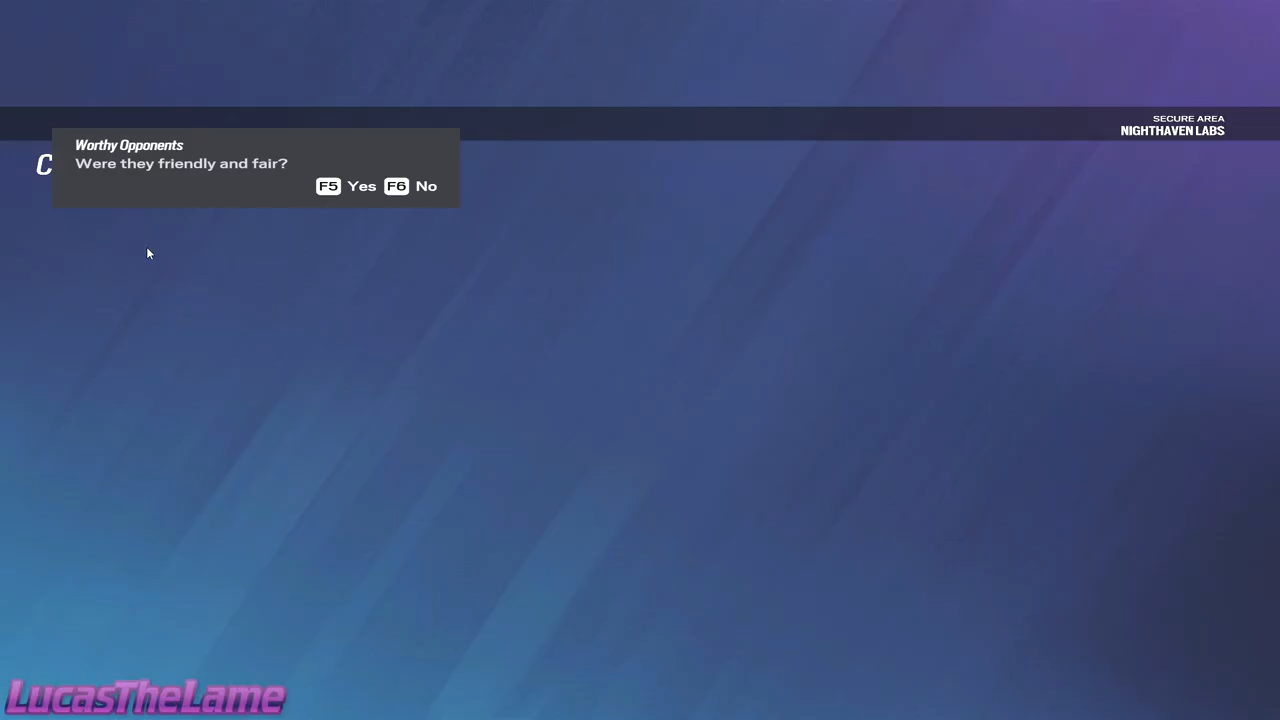 SECURE AREA
NIGHTHAVEN LABS
Worthy Opponents
Were they friendly and fair?
C
F5 Yes F6 No
LucasTheLame